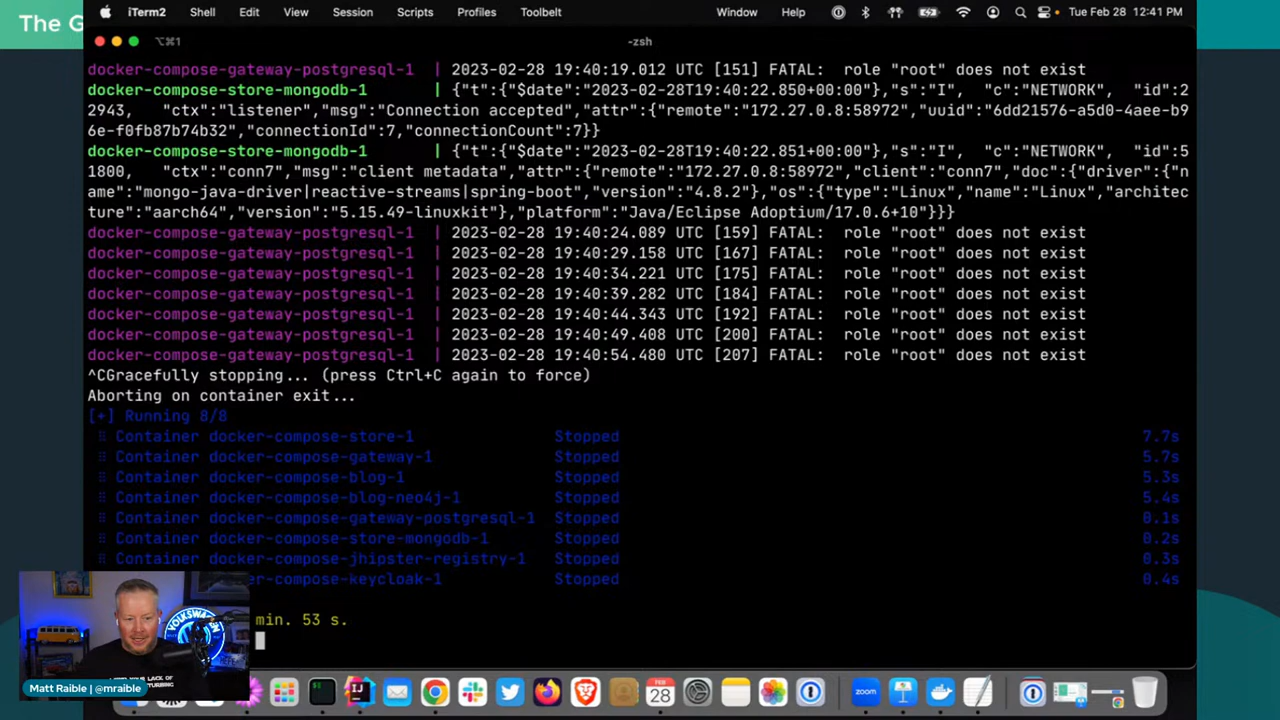 The G
iTerm2 Shell Edit View Session Scripts Profiles Toolbelt Window Help Tue Feb 28 12:41 PM
⌥⌘1 -zsh
docker-compose-gateway-postgresql-1 | 2023-02-28 19:40:19.012 UTC [151] FATAL: role "root" does not exist
docker-compose-store-mongodb-1 | {"t":{"$date":"2023-02-28T19:40:22.850+00:00"},"s":"I", "c":"NETWORK", "id":2
2943, "ctx":"listener","msg":"Connection accepted","attr":{"remote":"172.27.0.8:58972","uuid":"6dd21576-a5d0-4aee-b9
6e-f0fb87b74b32","connectionId":7,"connectionCount":7}}
docker-compose-store-mongodb-1 | {"t":{"$date":"2023-02-28T19:40:22.851+00:00"},"s":"I", "c":"NETWORK", "id":5
1800, "ctx":"conn7","msg":"client metadata","attr":{"remote":"172.27.0.8:58972","client":"conn7","doc":{"driver":{"n
ame":"mongo-java-driver|reactive-streams|spring-boot","version":"4.8.2"},"os":{"type":"Linux","name":"Linux","architec
ture":"aarch64","version":"5.15.49-linuxkit"},"platform":"Java/Eclipse Adoptium/17.0.6+10"}}}
docker-compose-gateway-postgresql-1 | 2023-02-28 19:40:24.089 UTC [159] FATAL: role "root" does not exist
docker-compose-gateway-postgresql-1 | 2023-02-28 19:40:29.158 UTC [167] FATAL: role "root" does not exist
docker-compose-gateway-postgresql-1 | 2023-02-28 19:40:34.221 UTC [175] FATAL: role "root" does not exist
docker-compose-gateway-postgresql-1 | 2023-02-28 19:40:39.282 UTC [184] FATAL: role "root" does not exist
docker-compose-gateway-postgresql-1 | 2023-02-28 19:40:44.343 UTC [192] FATAL: role "root" does not exist
docker-compose-gateway-postgresql-1 | 2023-02-28 19:40:49.408 UTC [200] FATAL: role "root" does not exist
docker-compose-gateway-postgresql-1 | 2023-02-28 19:40:54.480 UTC [207] FATAL: role "root" does not exist
^CGracefully stopping... (press Ctrl+C again to force)
Aborting on container exit...
[+] Running 8/8
Container docker-compose-store-1 Stopped 7.7s
Container docker-compose-gateway-1 Stopped 5.7s
Container docker-compose-blog-1 Stopped 5.3s
Container docker-compose-blog-neo4j-1 Stopped 5.4s
Container docker-compose-gateway-postgresql-1 Stopped 0.1s
Container docker-compose-store-mongodb-1 Stopped 0.2s
Container docker-compose-jhipster-registry-1 Stopped 0.3s
cker-compose-keycloak-1 Stopped 0.4s
min. 53 s.
VOLKSWAGEN
Matt Raible | @mraible
FEB
28
zoom